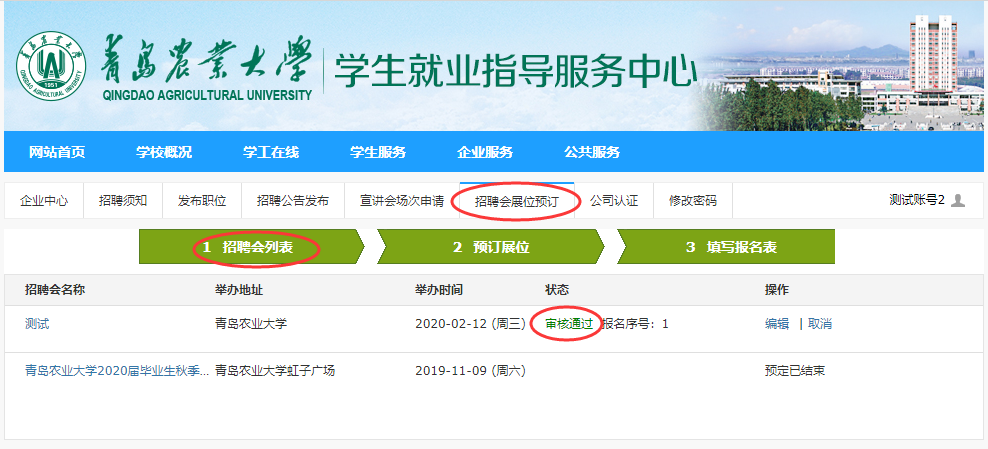 青岛农业大学
QINGDAO AGRICULTURAL UNIVERSITY
1951
学生就业指导服务中心
网站首页 学校概况 学工在线 学生服务 企业服务 公共服务
企业中心 招聘须知 发布职位 招聘公告发布 宣讲会场次申请 招聘会展位预订 公司认证 修改密码 测试账号2
1 招聘会列表 2 预订展位 3 填写报名表
招聘会名称 举办地址 举办时间 状态 操作
测试 青岛农业大学 2020-02-12 (周三) 审核通过 报名序号：1 编辑 | 取消
青岛农业大学2020届毕业生秋季... 青岛农业大学虹子广场 2019-11-09 (周六) 预定已结束